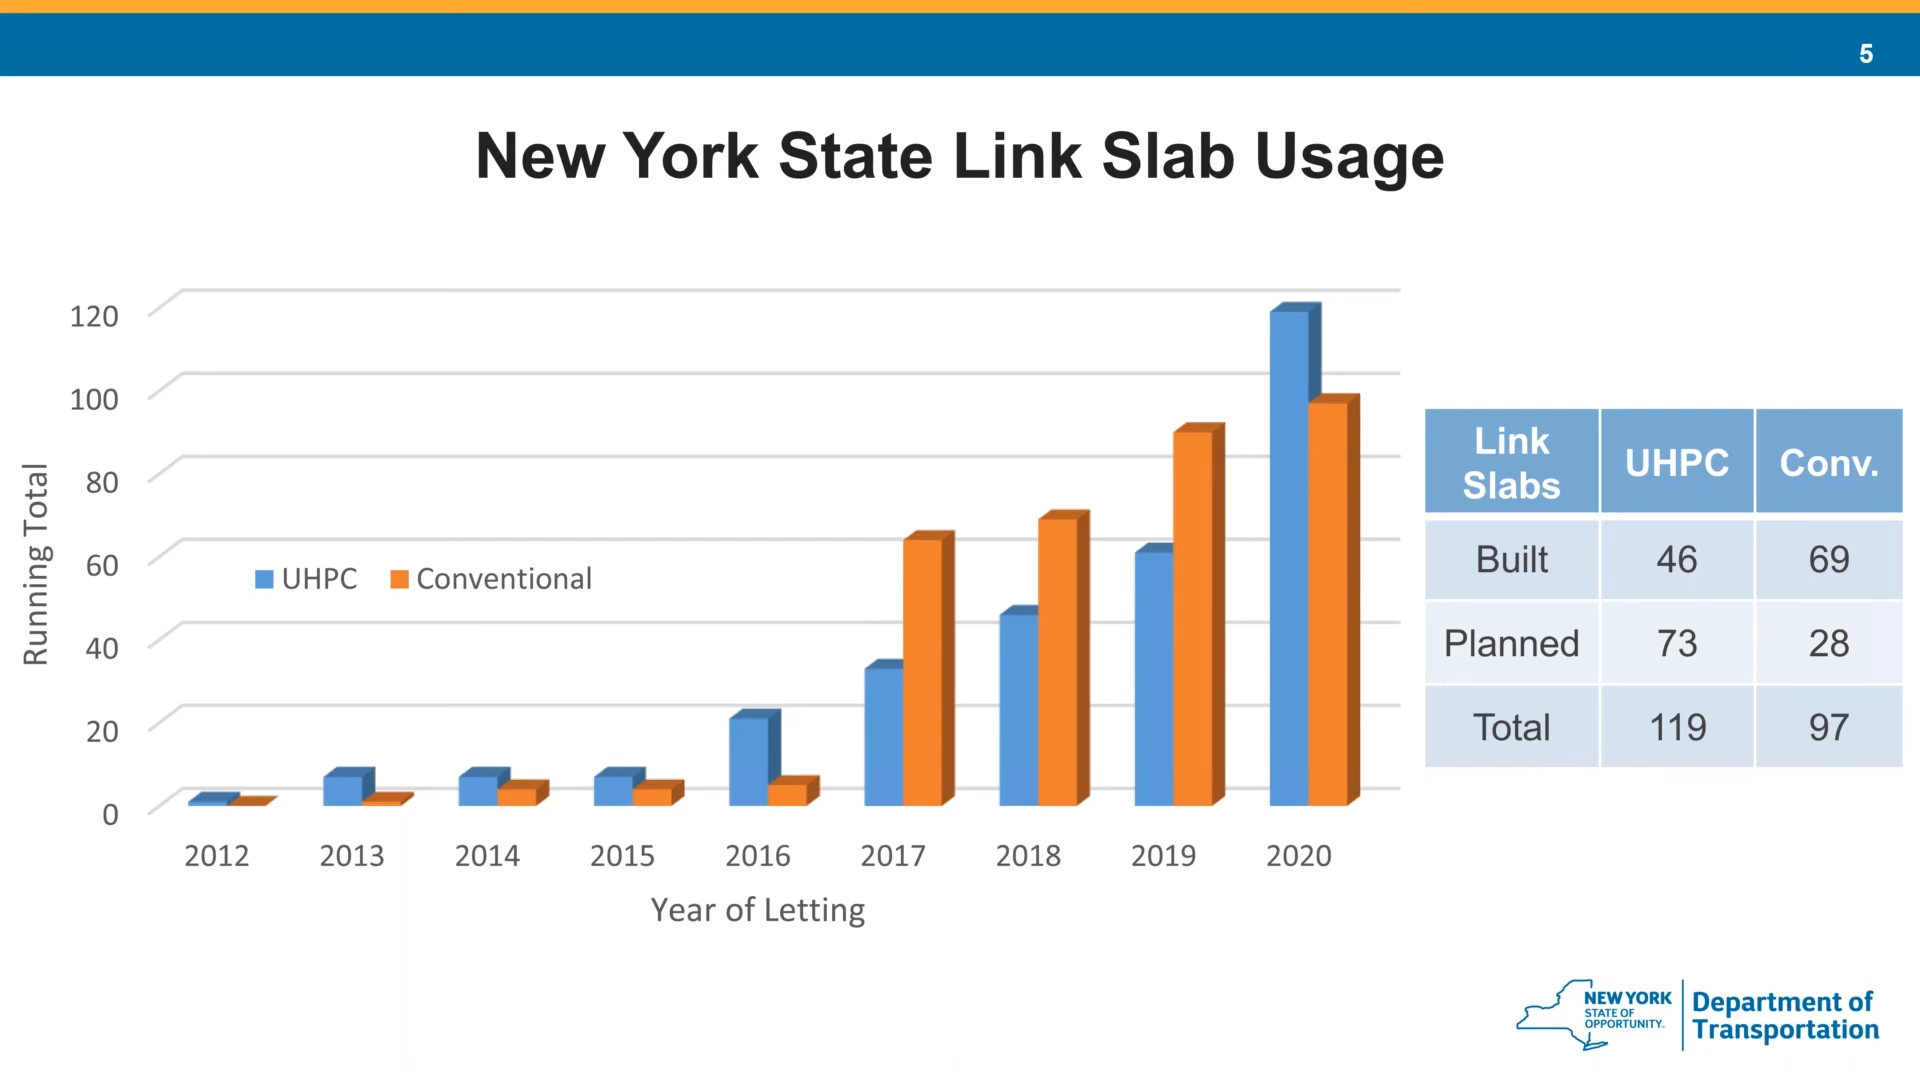 5
New York State Link Slab Usage
120
100
80
60
40
20
0
Running Total
UHPC Conventional
2012 2013 2014 2015 2016 2017 2018 2019 2020
Year of Letting
Link Slabs UHPC Conv.
Built 46 69
Planned 73 28
Total 119 97
NEW YORK
STATE OF
OPPORTUNITY™
Department of
Transportation